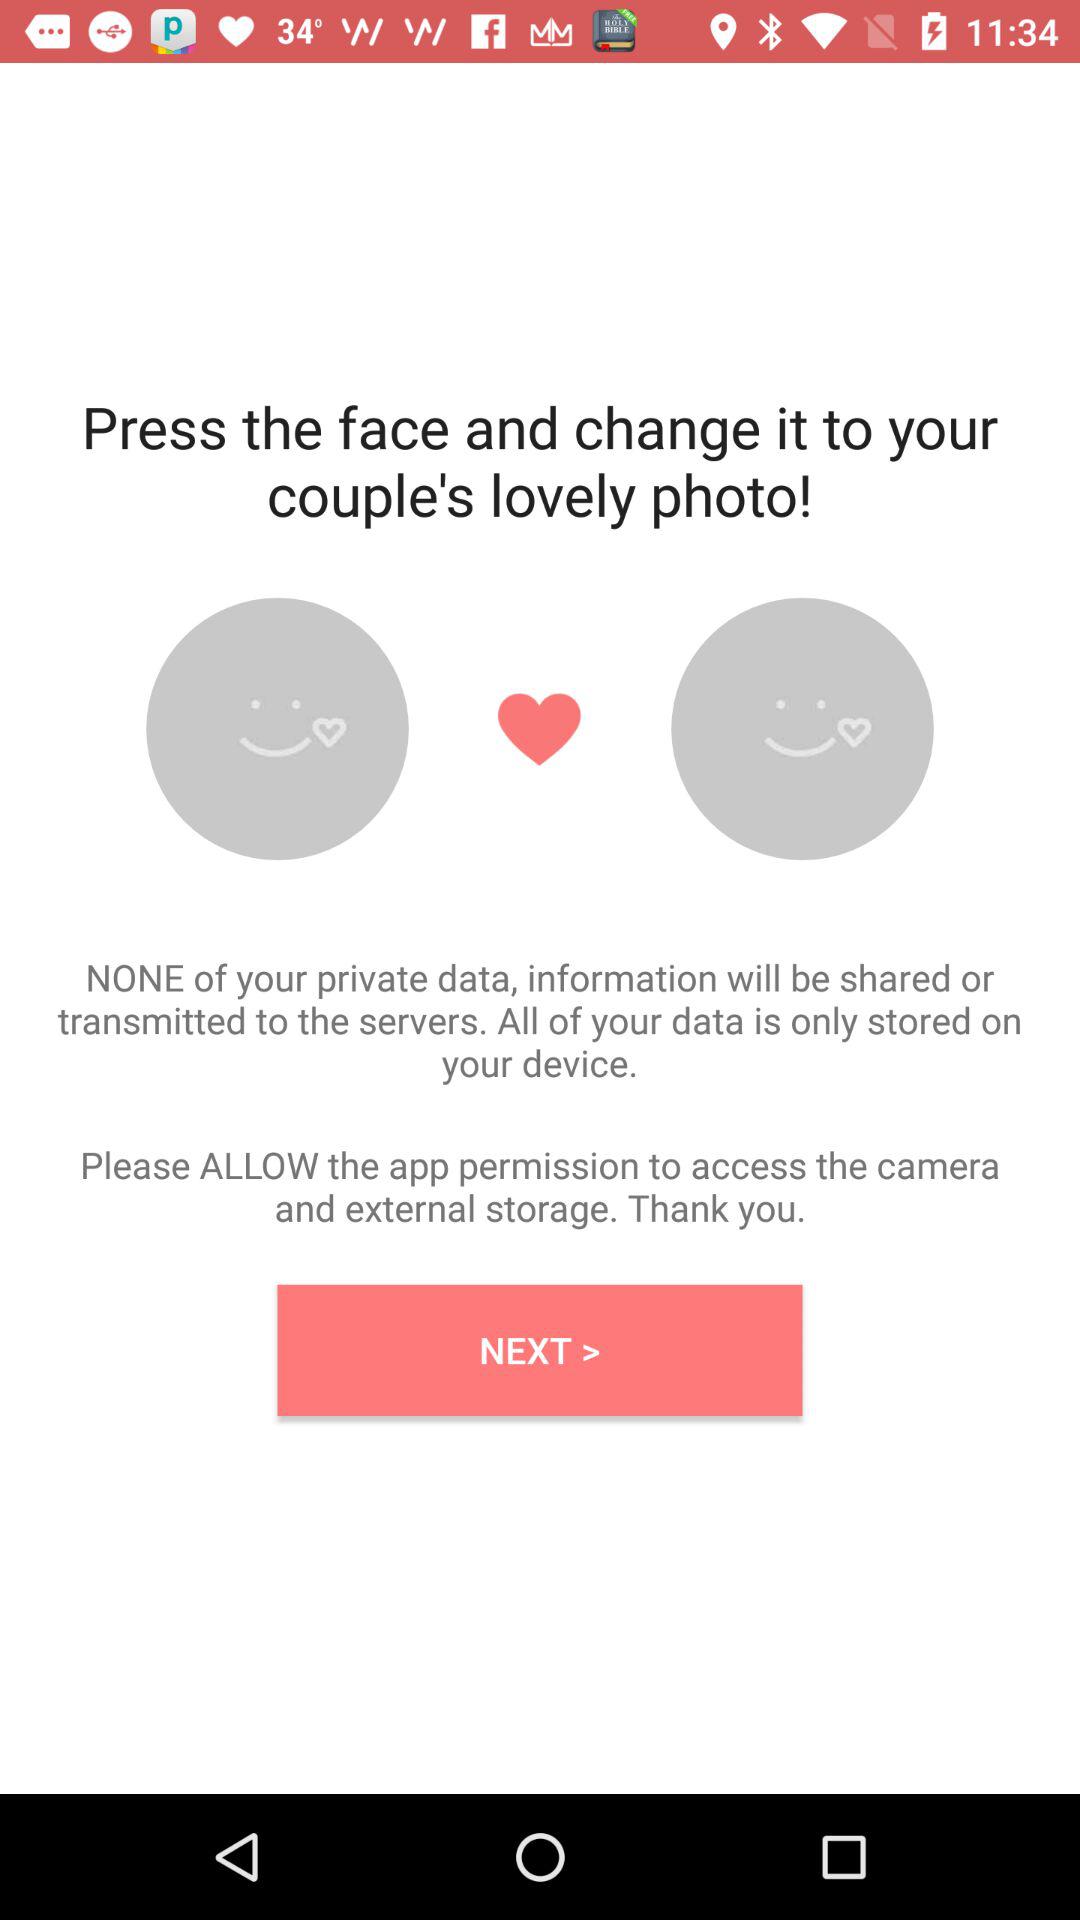 34°
11:34
Press the face and change it to your
couple's lovely photo!
NONE of your private data, information will be shared or
transmitted to the servers. All of your data is only stored on
your device.
Please ALLOW the app permission to access the camera
and external storage. Thank you.
NEXT >